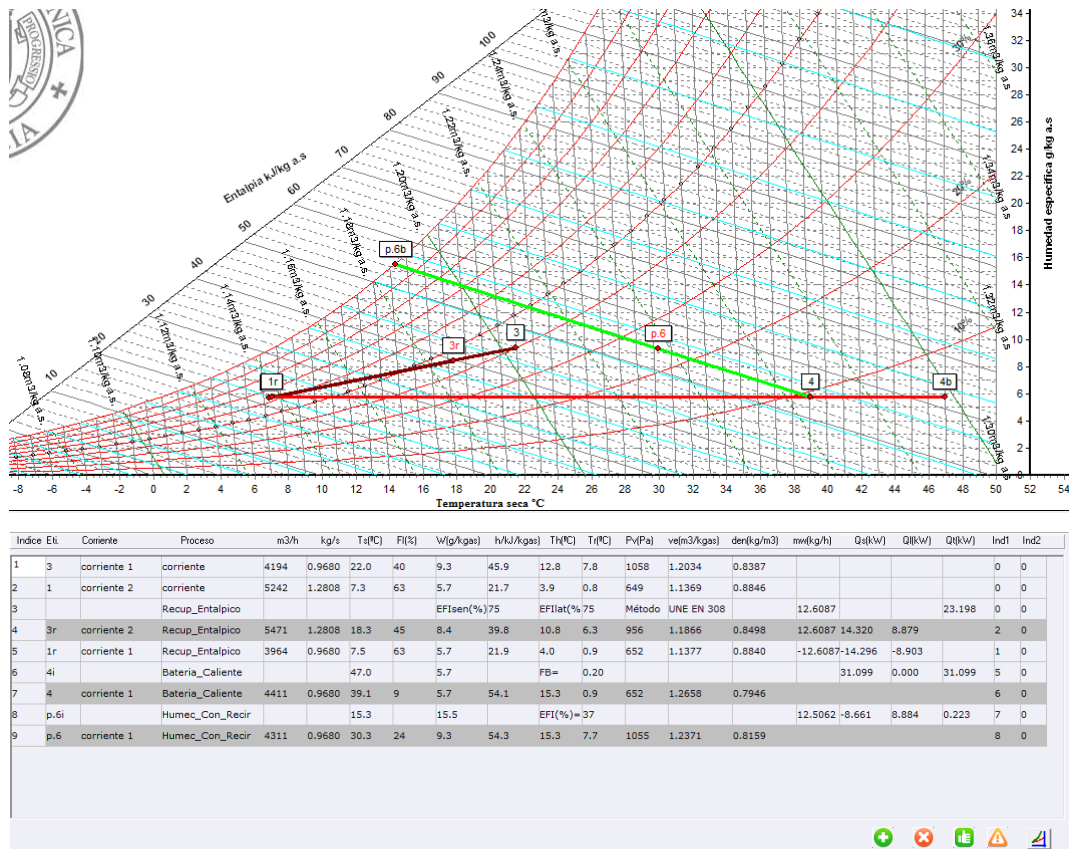 NICA
PROGRESSIO
IA
Entalpia kJ/kg a.s
10
20
30
40
50
60
70
80
90
100
1.08m3/kg a.s.
1.10m3/kg a.s.
1.12m3/kg a.s.
1.14m3/kg a.s.
1.16m3/kg a.s.
1.18m3/kg a.s.
1.20m3/kg a.s.
1.22m3/kg a.s.
1.24m3/kg a.s.
1.30m3/kg a.s.
1.32m3/kg a.s.
1.34m3/kg a.s.
1.36m3/kg a.s.
10%
20%
30%
p.6b
3
3r
p.6
1r
4
4b
34
32
30
28
26
24
22
20
18
16
14
12
10
8
6
4
2
0
Humedad específica g/kg a.s
-8 -6 -4 -2 0 2 4 6 8 10 12 14 16 18 20 22 24 26 28 30 32 34 36 38 40 42 44 46 48 50 52 54
Temperatura seca °C
Indice Eti. Corriente Proceso m3/h kg/s Ts(ºC) FI(%) W(g/kgas) h/kJ/kgas) Th(ºC) Tr(ºC) Pv(Pa) ve(m3/kgas) den(kg/m3) mw(kg/h) Qs(kW) Ql(kW) Qt(kW) Ind1 Ind2
1 3 corriente 1 corriente 4194 0.9680 22.0 40 9.3 45.9 12.8 7.8 1058 1.2034 0.8387 0 0
2 1 corriente 2 corriente 5242 1.2808 7.3 63 5.7 21.7 3.9 0.8 649 1.1369 0.8846 0 0
3 Recup_Entalpico EFIsen(%) 75 EFIlat(% 75 Método UNE EN 308 12.6087 23.198 0 0
4 3r corriente 2 Recup_Entalpico 5471 1.2808 18.3 45 8.4 39.8 10.8 6.3 956 1.1866 0.8498 12.6087 14.320 8.879 2 0
5 1r corriente 1 Recup_Entalpico 3964 0.9680 7.5 63 5.7 21.9 4.0 0.9 652 1.1377 0.8840 -12.6087 -14.296 -8.903 1 0
6 4i Bateria_Caliente 47.0 5.7 FB= 0.20 31.099 0.000 31.099 5 0
7 4 corriente 1 Bateria_Caliente 4411 0.9680 39.1 9 5.7 54.1 15.3 0.9 652 1.2658 0.7946 6 0
8 p.6i Humec_Con_Recir 15.3 15.5 EFI(%)= 37 12.5062 -8.661 8.884 0.223 7 0
9 p.6 corriente 1 Humec_Con_Recir 4311 0.9680 30.3 24 9.3 54.3 15.3 7.7 1055 1.2371 0.8159 8 0